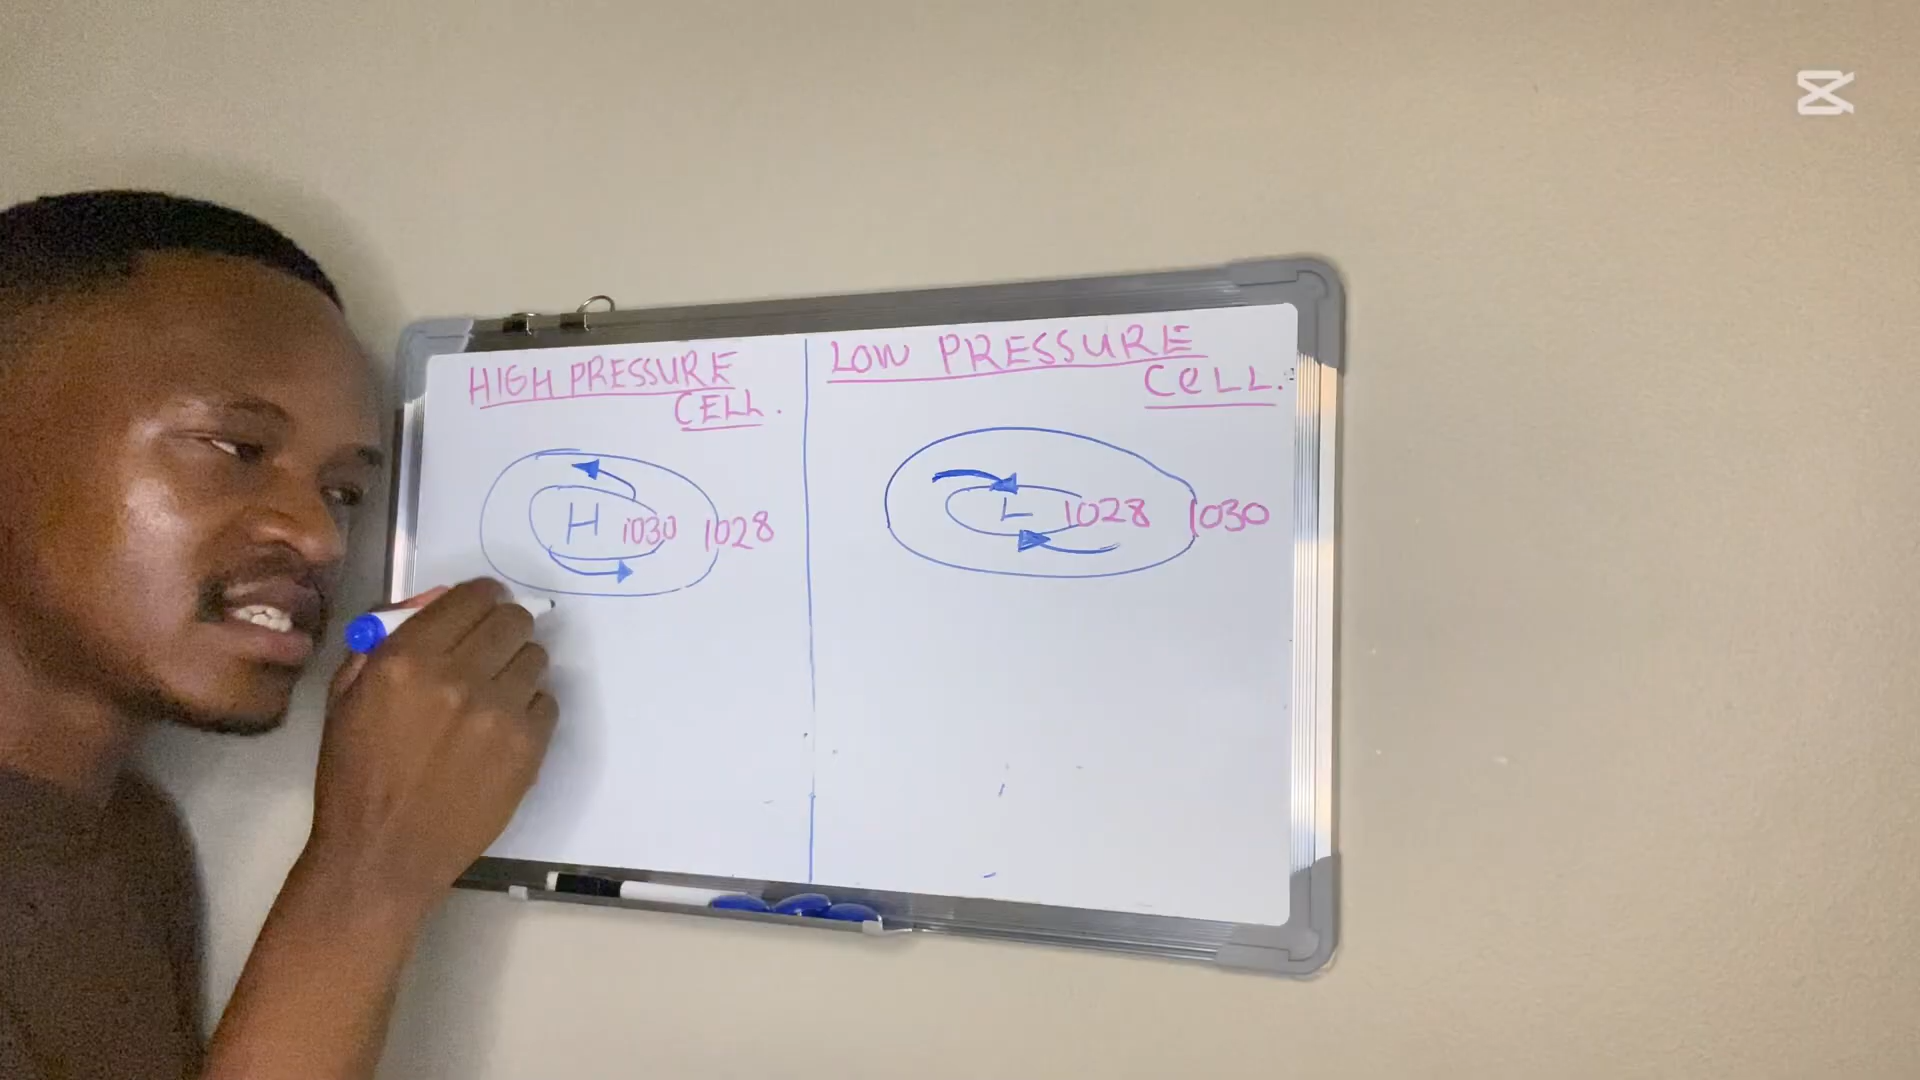 HIGH PRESSURE
CELL.
H 1030 1028
LOW PRESSURE
CELL.
L 1028 1030